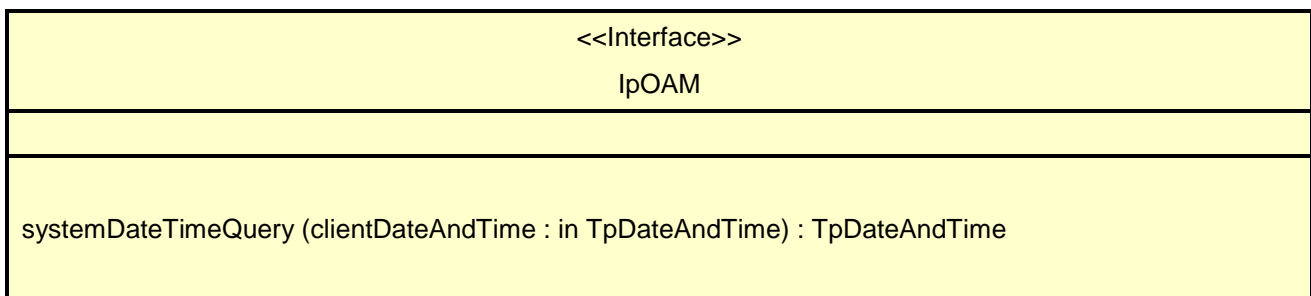 <<Interface>>
IpOAM
systemDateTimeQuery (clientDateAndTime : in TpDateAndTime) : TpDateAndTime